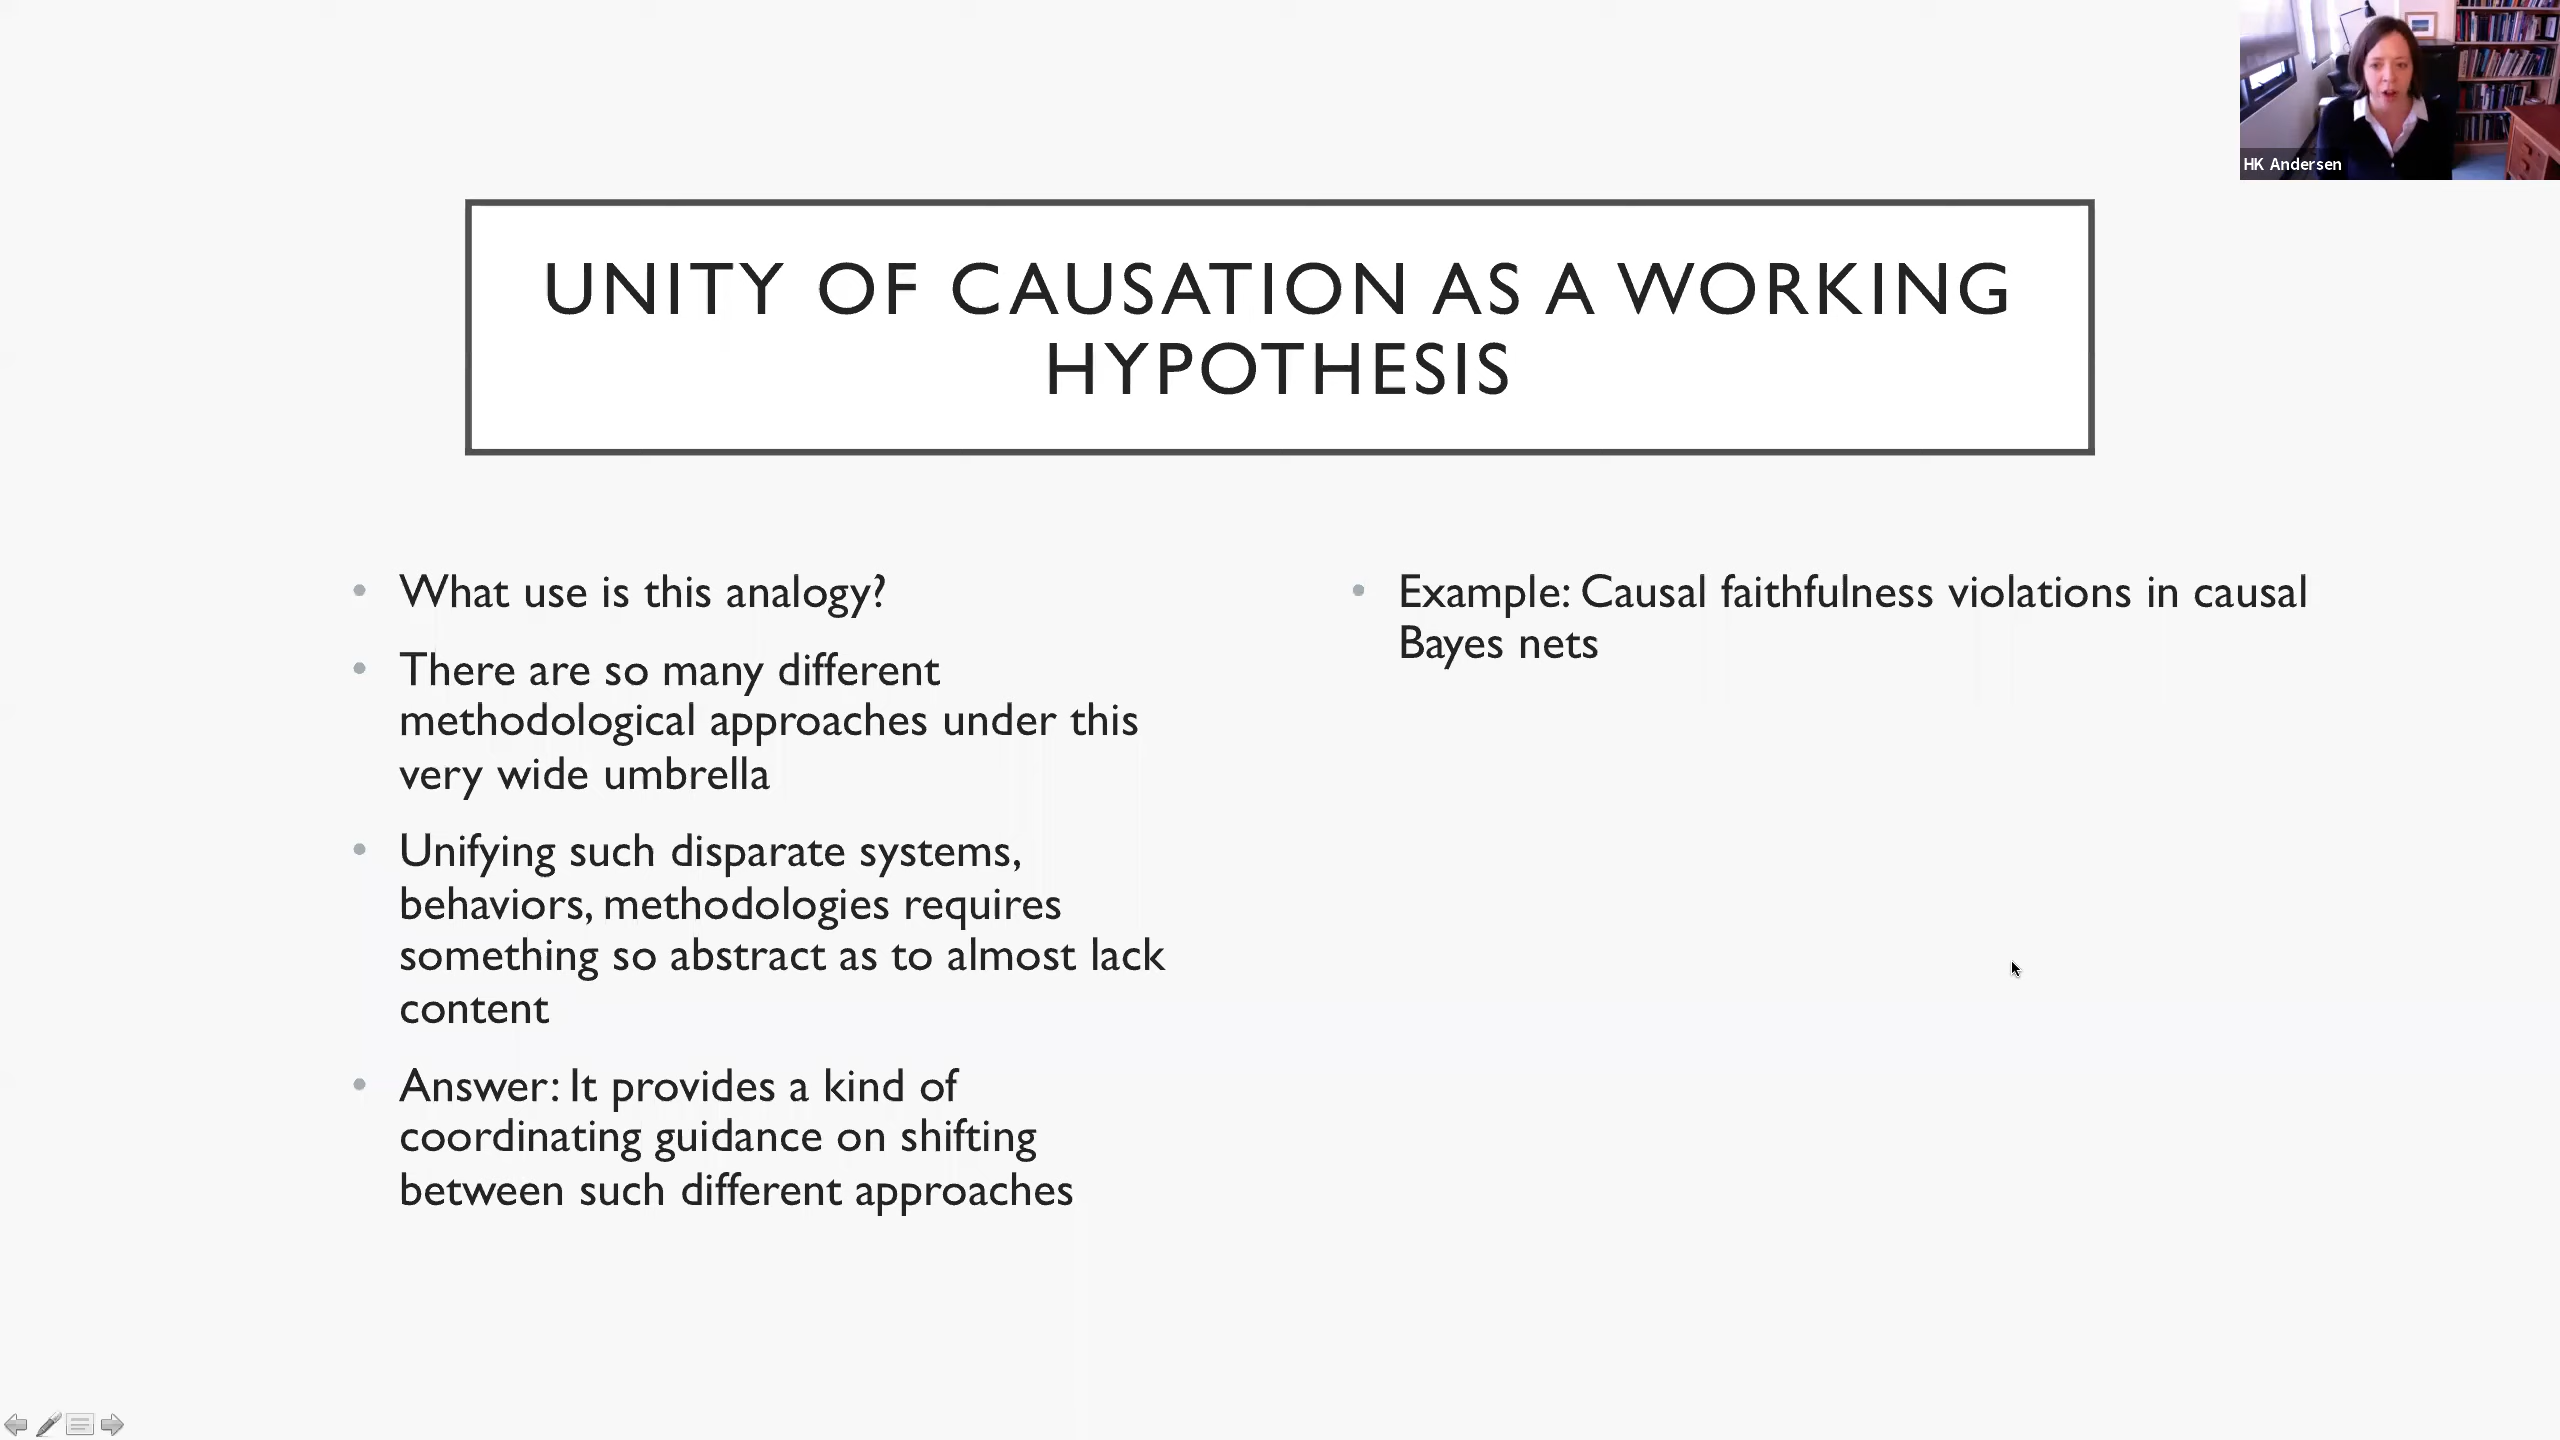 HK Andersen
UNITY OF CAUSATION AS A WORKING
HYPOTHESIS
• What use is this analogy?
• There are so many different
methodological approaches under this
very wide umbrella
• Unifying such disparate systems,
behaviors, methodologies requires
something so abstract as to almost lack
content
• Answer: It provides a kind of
coordinating guidance on shifting
between such different approaches
• Example: Causal faithfulness violations in causal
Bayes nets